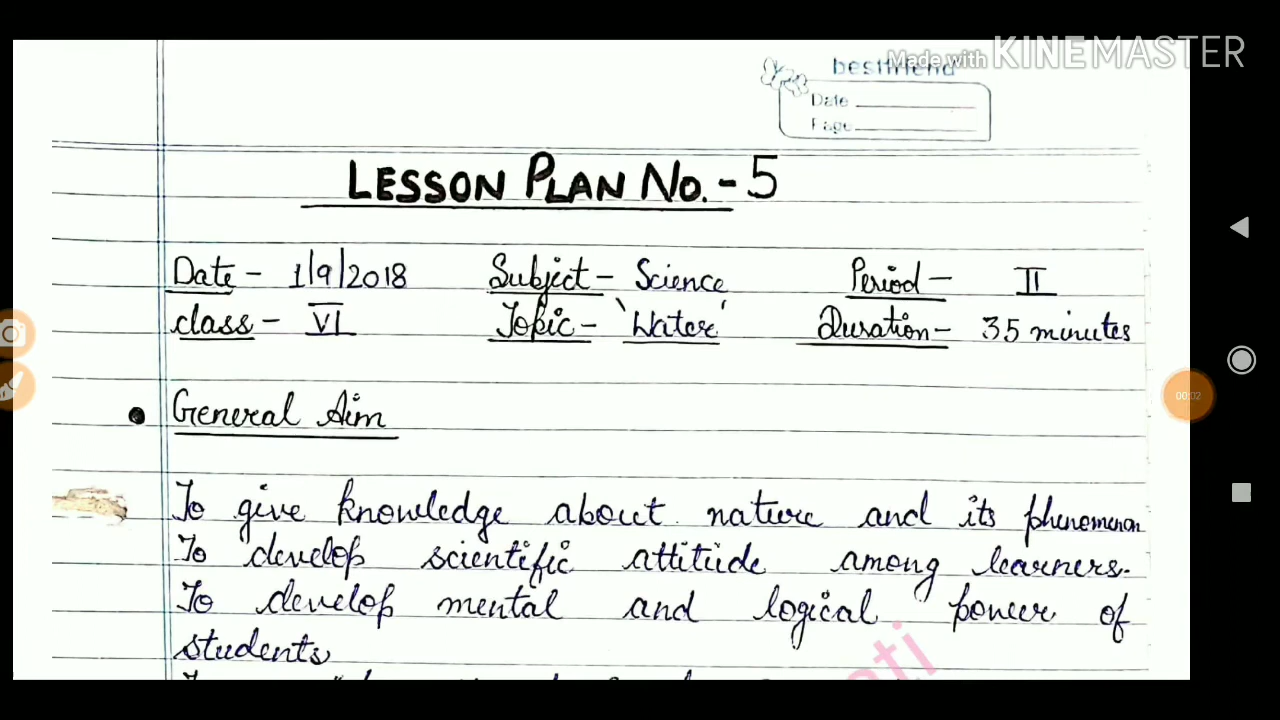 Made with KINEMASTER
bestfriend
Date
Page
LESSON PLAN NO.- 5
Date - 1/9/2018 Subject - Science Period - II
class - VI Topic - 'Water' Duration - 35 minutes
00:02
• General Aim
To give knowledge about nature and its phenomenon
To develop scientific attitude among learners.
To develop mental and logical power of
students